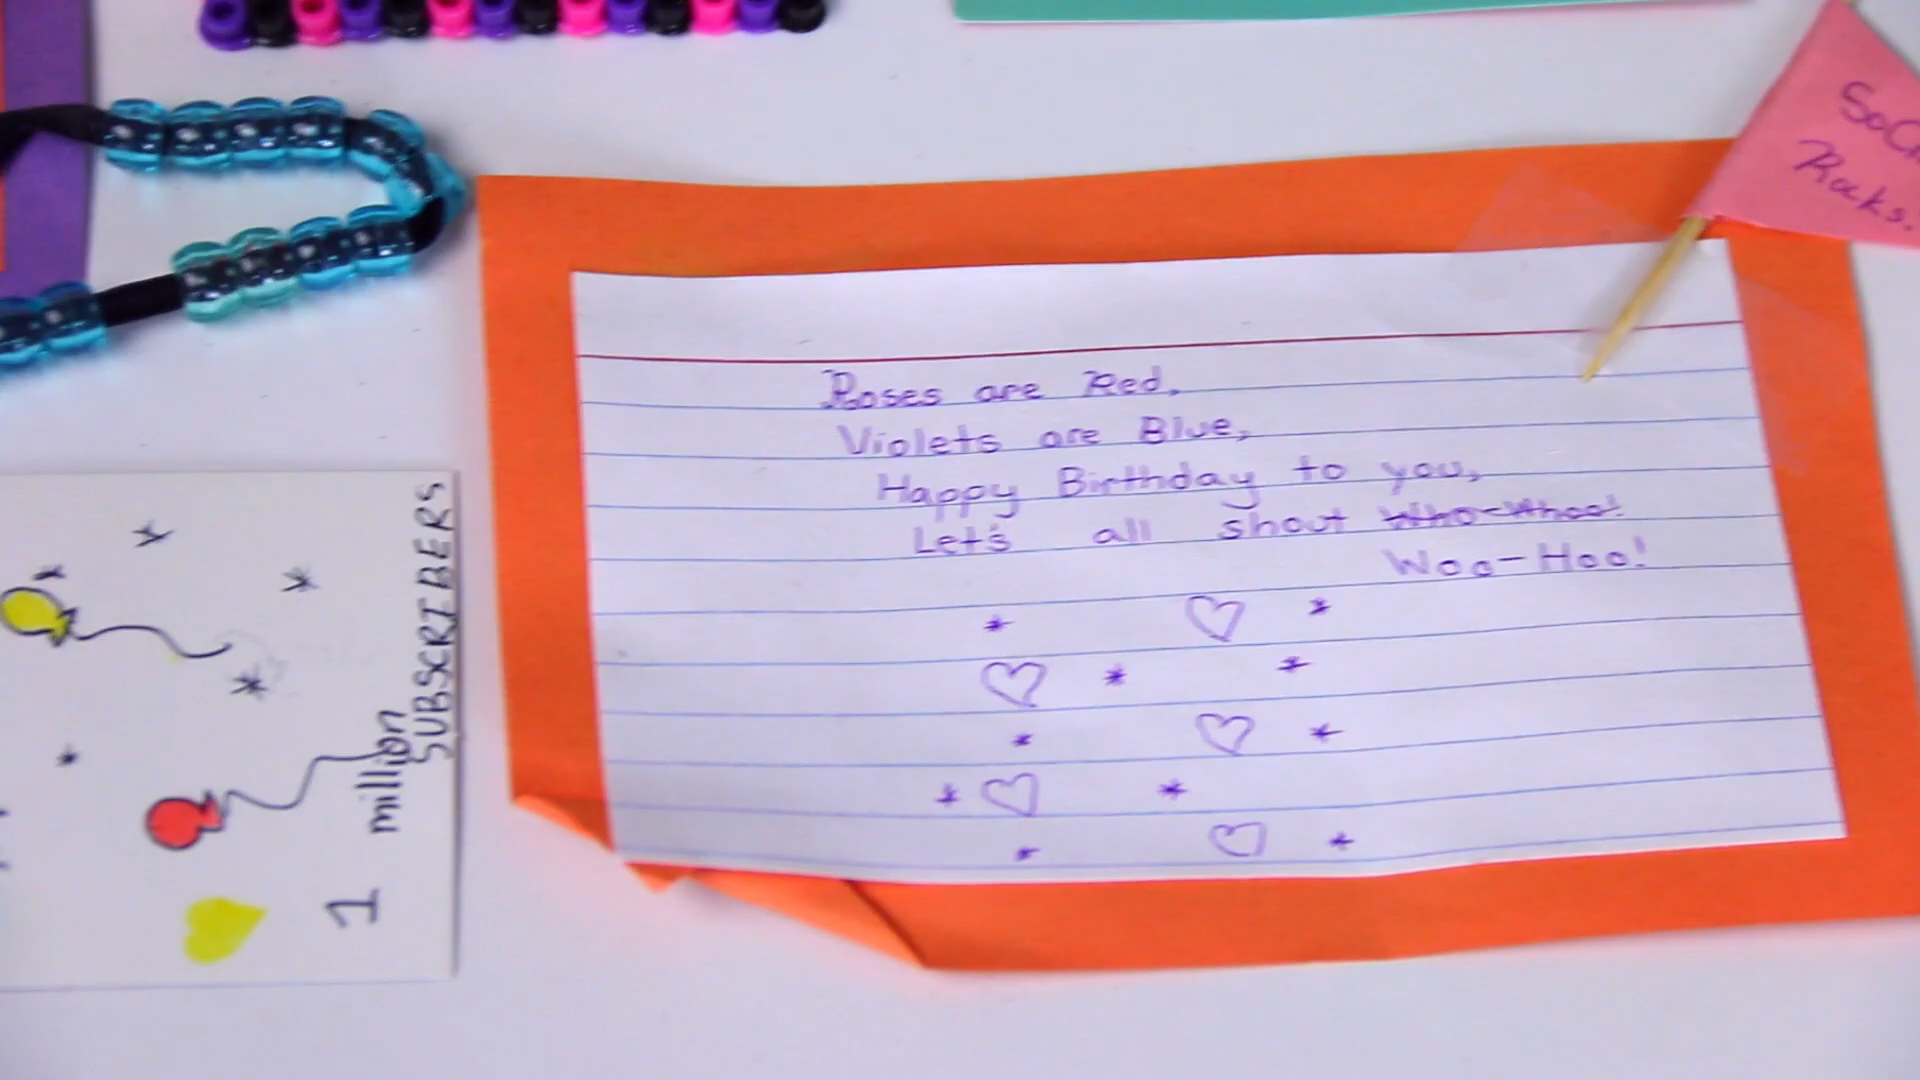 Roses are Red,
Violets are Blue,
Happy Birthday to you,
Let's all shout Who-Whoo!
Woo-Hoo!
Rocks.
1 million
SUBSCRIBERS